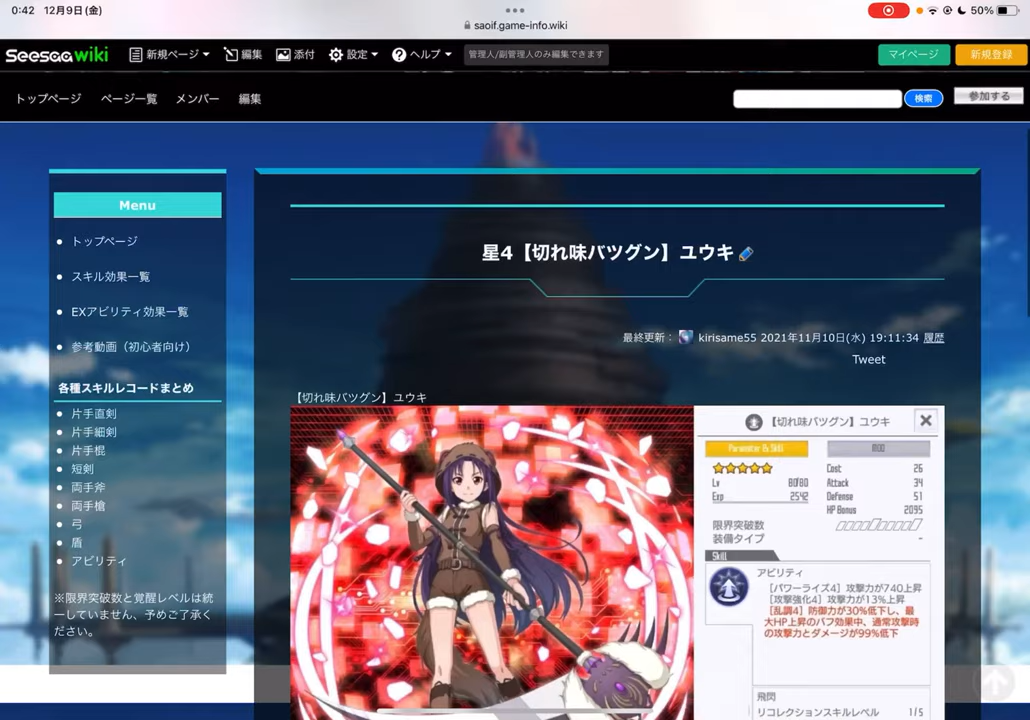 0:42 12月9日(金)
50%
saoif.game-info.wiki
Seesaa wiki
新規ページ
編集
添付
設定
ヘルプ
管理人/副管理人のみ編集できます
マイページ
新規登録
トップページ
ページ一覧
メンバー
編集
検索
参加する
Menu
トップページ
スキル効果一覧
EXアビリティ効果一覧
参考動画（初心者向け）
各種スキルレコードまとめ
片手直剣
片手細剣
片手棍
短剣
両手斧
両手槍
弓
盾
アビリティ
※限界突破数と覚醒レベルは統
一していません、予めご了承く
ださい。
星4【切れ味バツグン】ユウキ
最終更新： kirisame55 2021年11月10日(水) 19:11:34 履歴
Tweet
【切れ味バツグン】ユウキ
【切れ味バツグン】ユウキ
Parameter & Skill
Lv 80/80
Exp 2542
Cost 26
Attack 34
Defense 51
HP Bonus 2095
限界突破数
装備タイプ -
Skill
アビリティ
[パワーライズ4] 攻撃力が740上昇
[攻撃強化4] 攻撃力が13%上昇
[乱調4] 防御力が30%低下し、最
大HP上昇のバフ効果中、通常攻撃時
の攻撃力とダメージが99%低下
飛閃
リコレクションスキルレベル 1/5